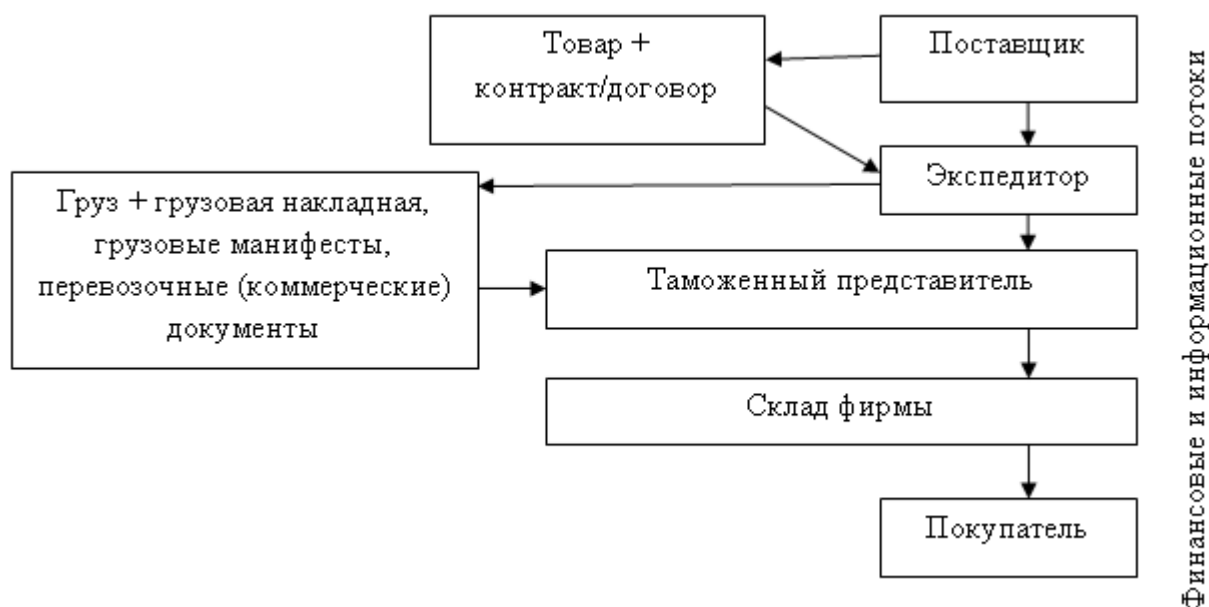 Товар +
контракт/договор
Поставщик
Экспедитор
Груз + грузовая накладная,
грузовые манифесты,
перевозочные (коммерческие)
документы
Таможенный представитель
Склад фирмы
Покупатель
Финансовые и информационные потоки